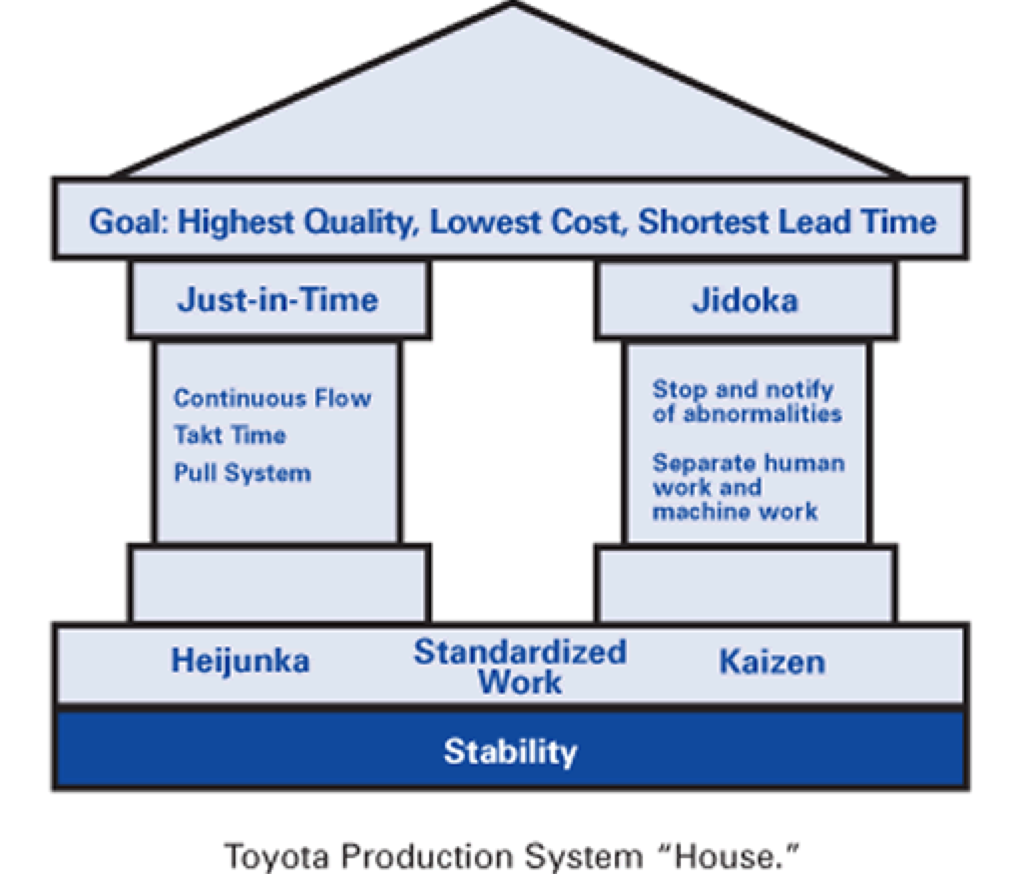 Goal: Highest Quality, Lowest Cost, Shortest Lead Time
Just-in-Time
Jidoka
Continuous Flow
Takt Time
Pull System
Stop and notify
of abnormalities
Separate human
work and
machine work
Heijunka
Standardized
Work
Kaizen
Stability
Toyota Production System “House.”